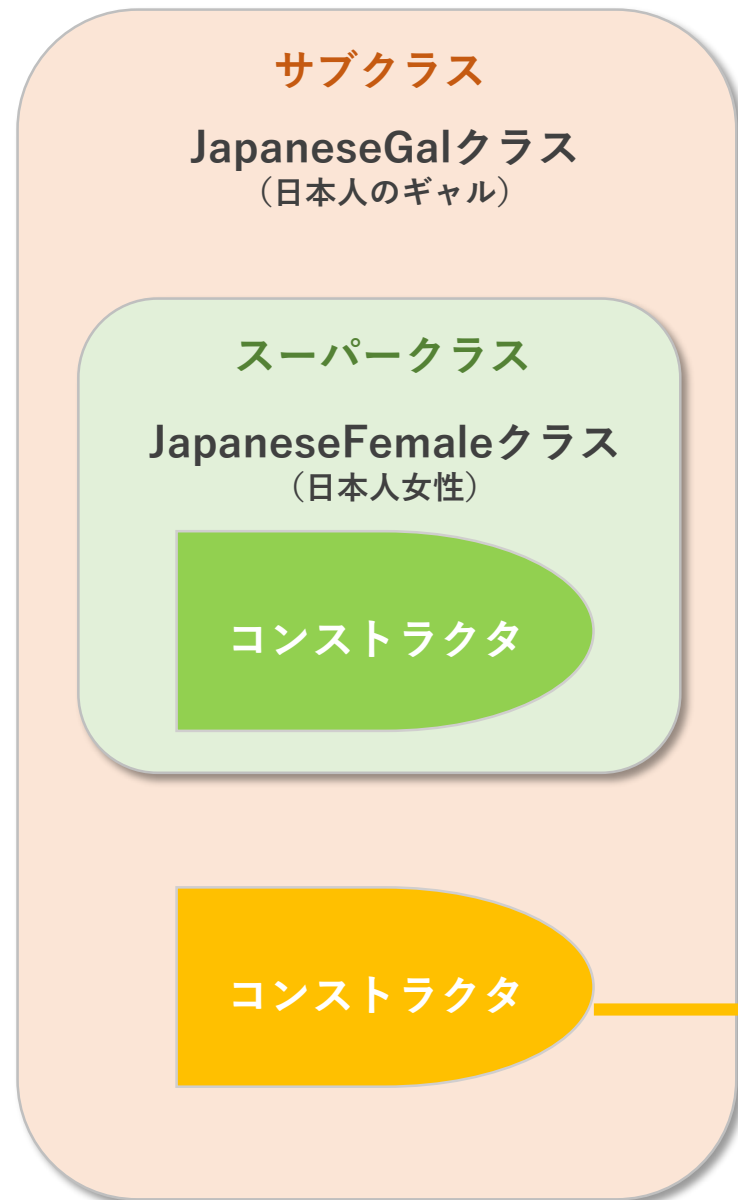 サブクラス
JapaneseGalクラス
（日本人のギャル）
スーパークラス
JapaneseFemaleクラス
（日本人女性）
コンストラクタ
コンストラクタ